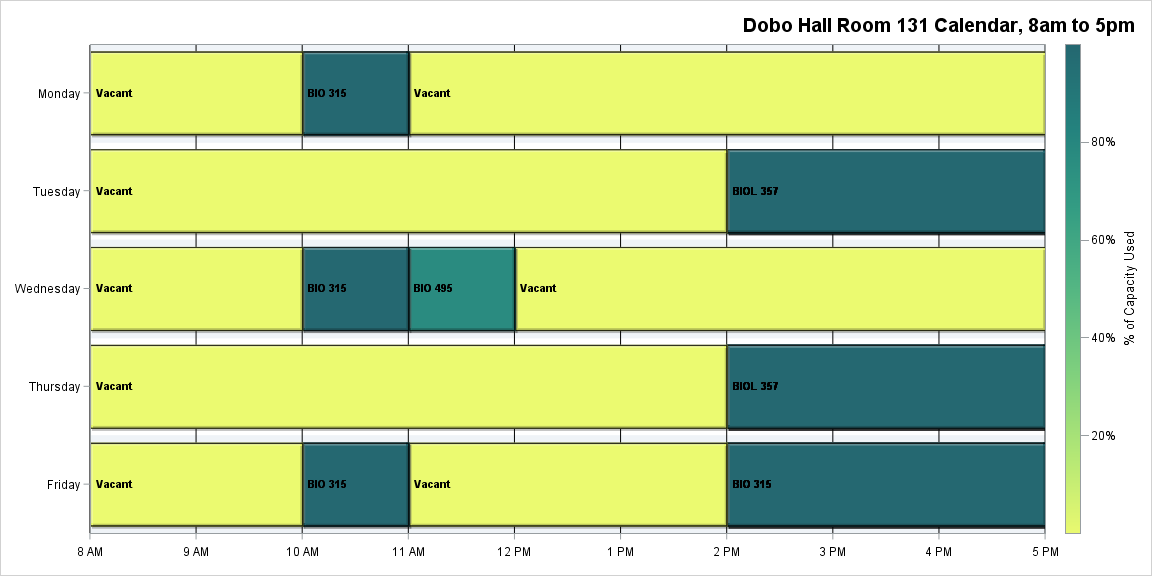 Dobo Hall Room 131 Calendar, 8am to 5pm
Monday
Vacant
BIO 315
Vacant
Tuesday
Vacant
BIOL 357
Wednesday
Vacant
BIO 315
BIO 495
Vacant
Thursday
Vacant
BIOL 357
Friday
Vacant
BIO 315
Vacant
BIO 315
8 AM
9 AM
10 AM
11 AM
12 PM
1 PM
2 PM
3 PM
4 PM
5 PM
80%
60%
40%
20%
% of Capacity Used